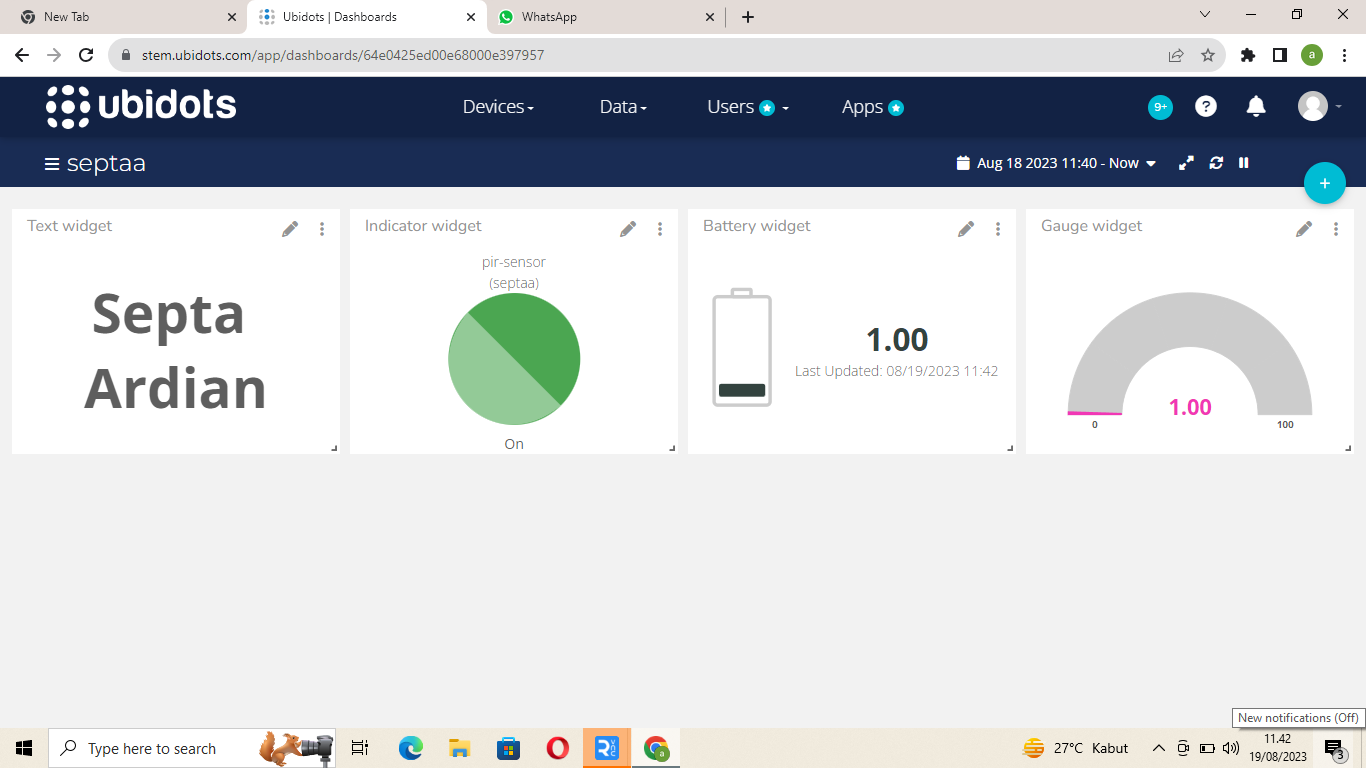 New Tab
Ubidots | Dashboards
WhatsApp
stem.ubidots.com/app/dashboards/64e0425ed00e68000e397957
a
ubidots
Devices
Data
Users
Apps
9+
?
septaa
Aug 18 2023 11:40 - Now
+
Text widget
Septa
Ardian
Indicator widget
pir-sensor
(septaa)
On
Battery widget
1.00
Last Updated: 08/19/2023 11:42
Gauge widget
1.00
0
100
New notifications (Off)
Type here to search
R VNC
a
27°C Kabut
11.42
19/08/2023
3